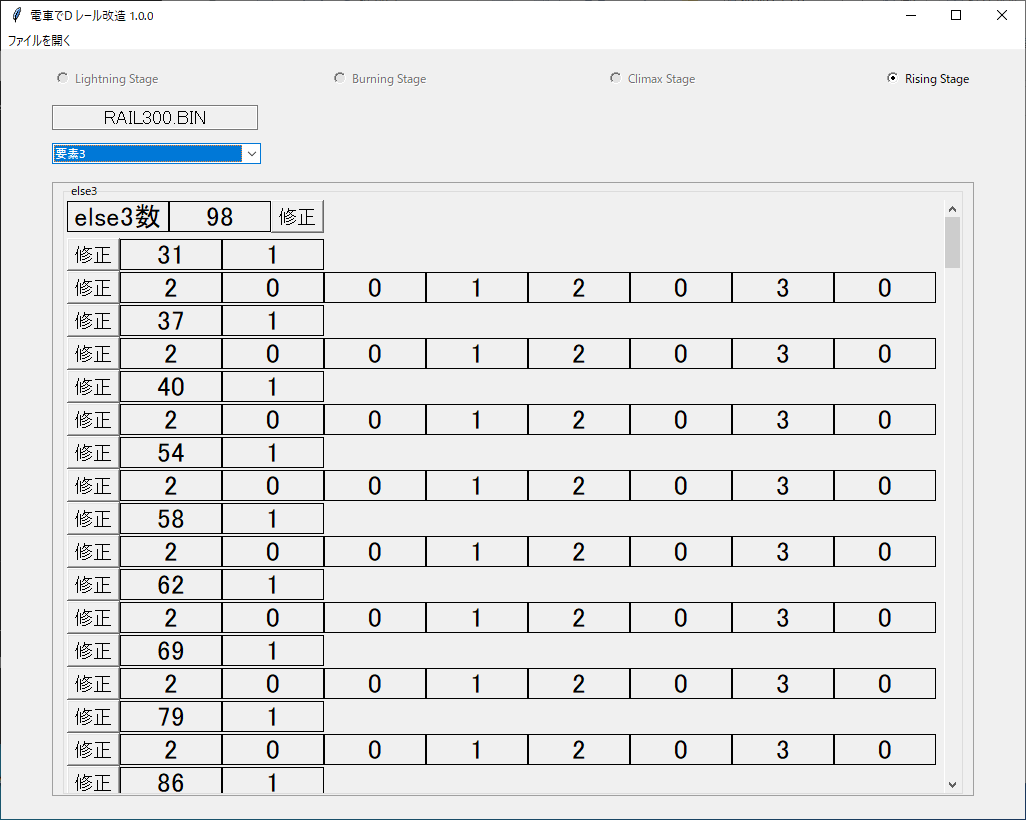 電車でDレール改造 1.0.0
ファイルを開く
Lightning Stage Burning Stage Climax Stage Rising Stage
RAIL300.BIN
要素3
else3
else3数 98 修正
修正 31 1
修正 2 0 0 1 2 0 3 0
修正 37 1
修正 2 0 0 1 2 0 3 0
修正 40 1
修正 2 0 0 1 2 0 3 0
修正 54 1
修正 2 0 0 1 2 0 3 0
修正 58 1
修正 2 0 0 1 2 0 3 0
修正 62 1
修正 2 0 0 1 2 0 3 0
修正 69 1
修正 2 0 0 1 2 0 3 0
修正 79 1
修正 2 0 0 1 2 0 3 0
修正 86 1